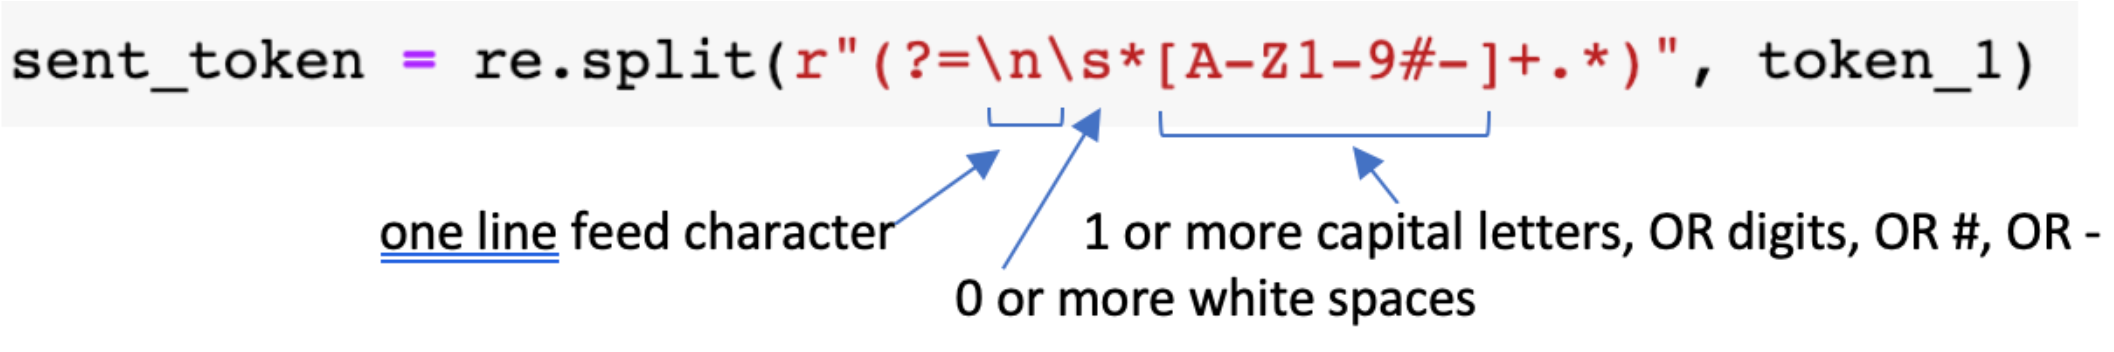 sent_token = re.split(r"(?=\n\s*[A-Z1-9#-]+.*)", token_1)
one line feed character
1 or more capital letters, OR digits, OR #, OR -
0 or more white spaces